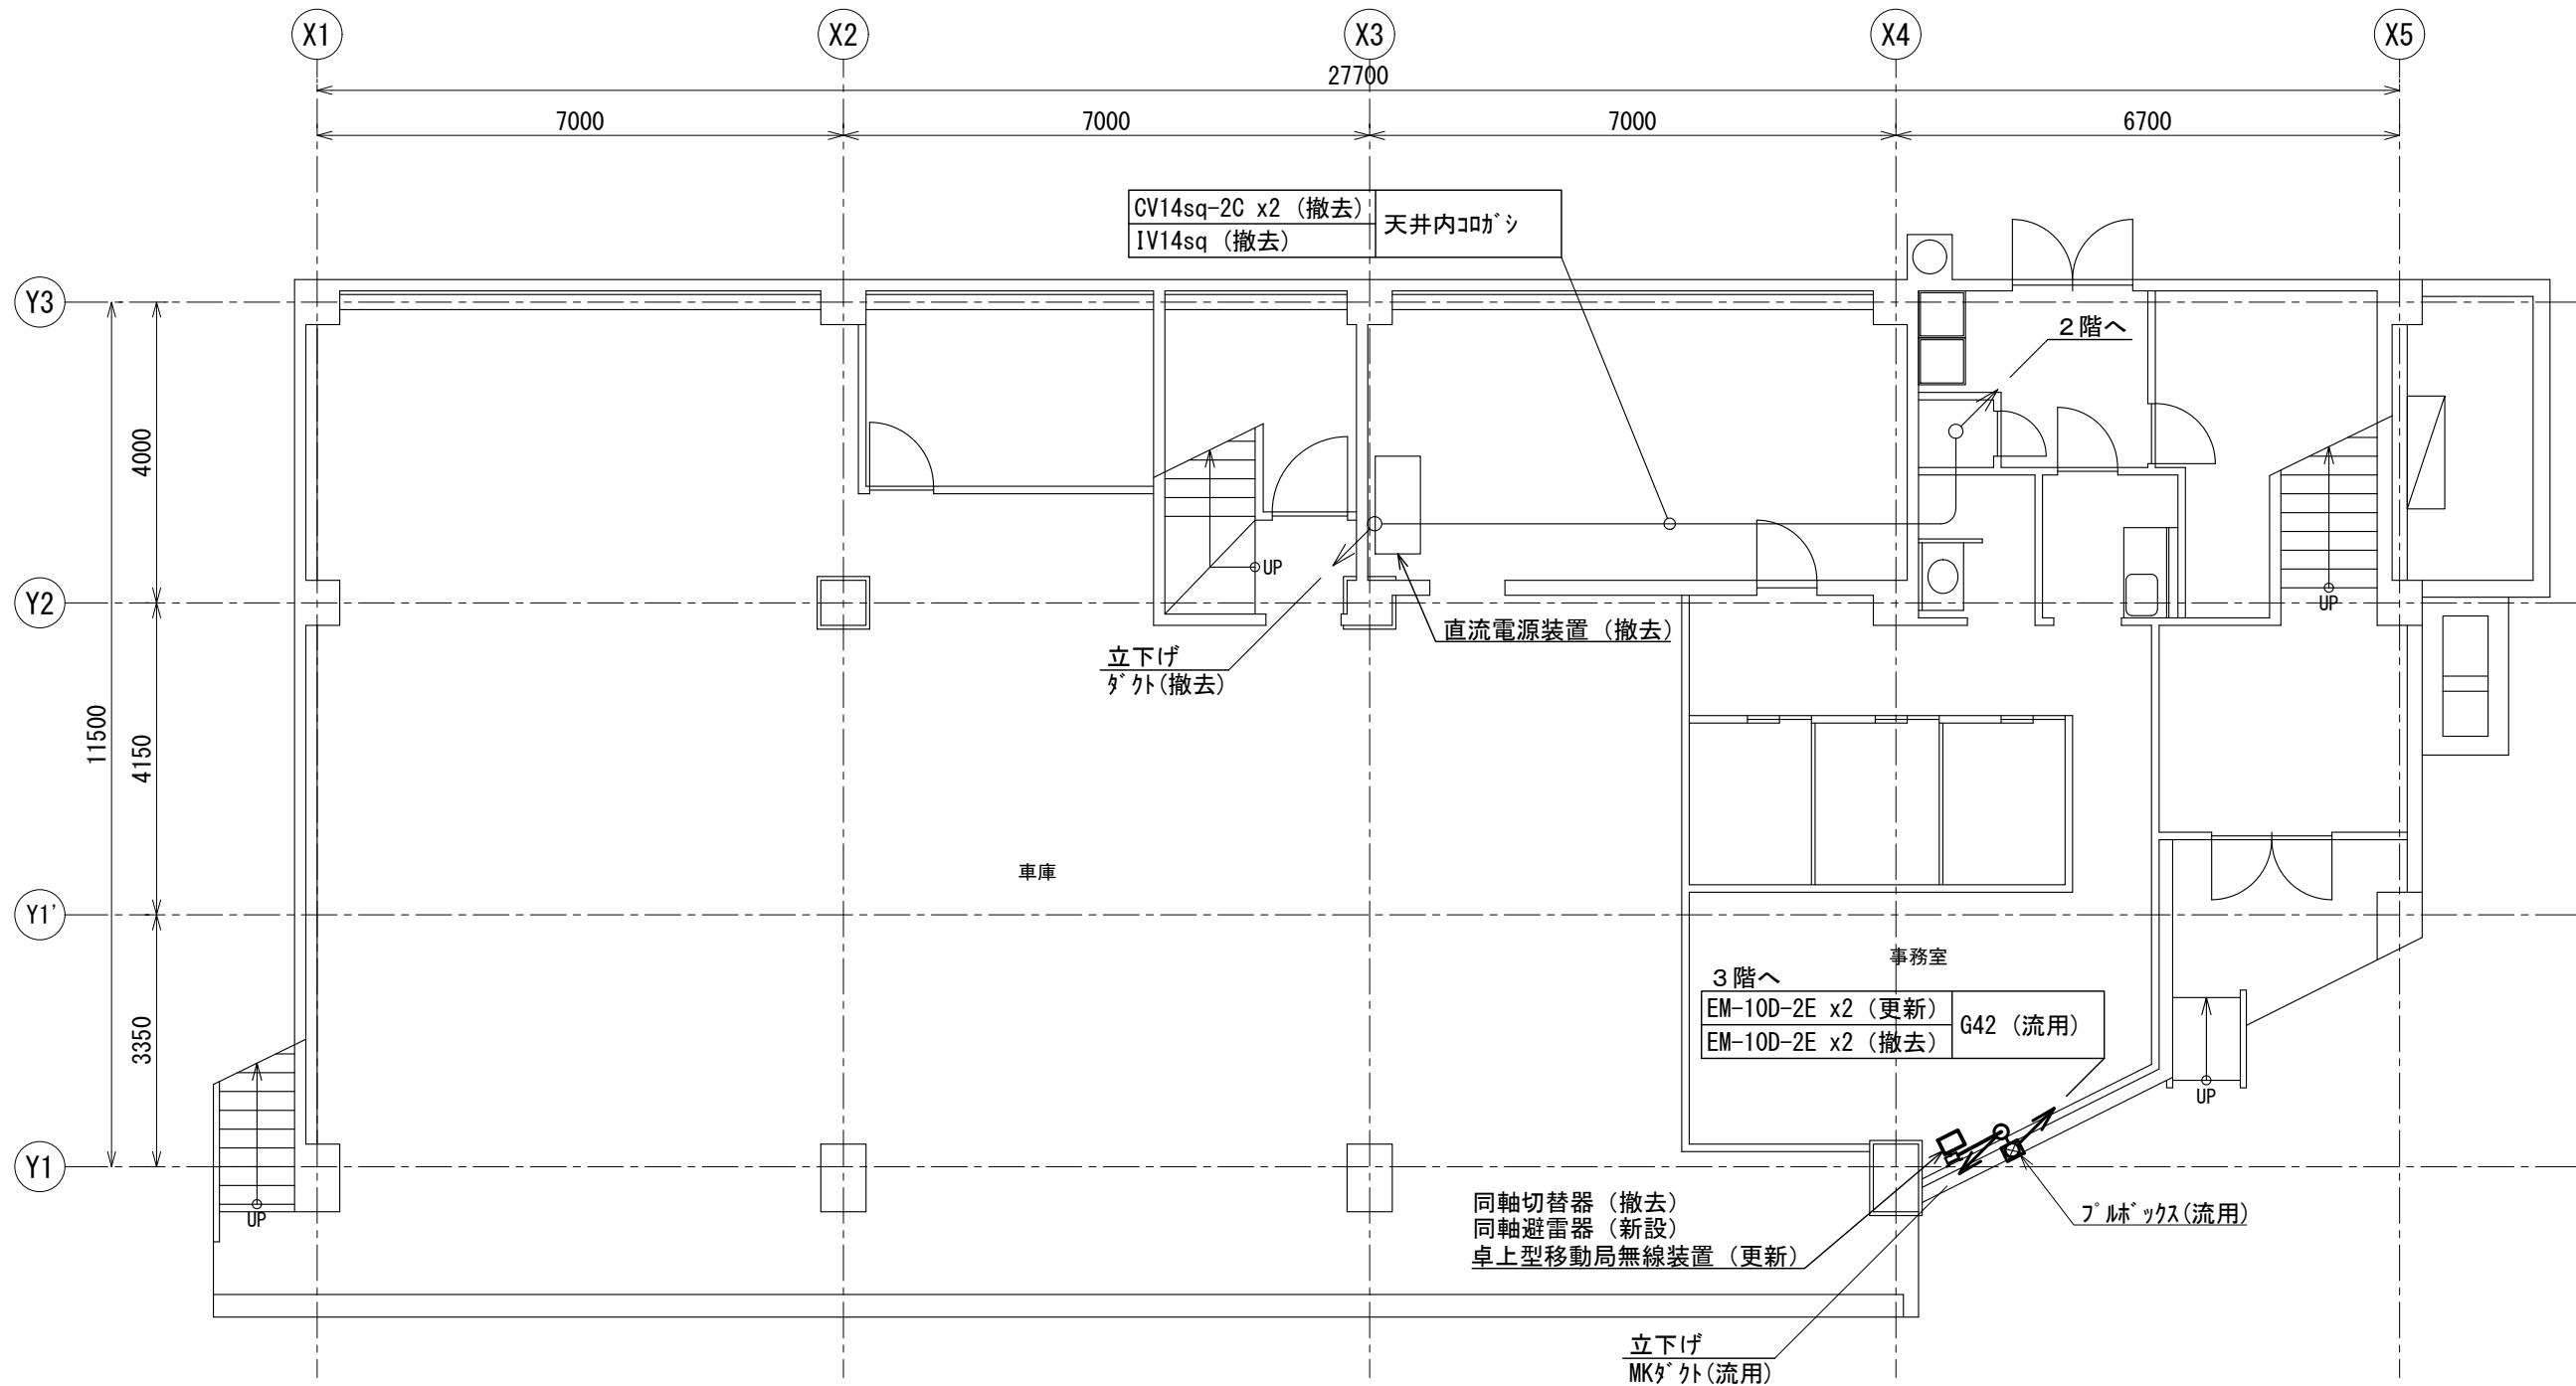 X1
X2
X3
X4
X5
27700
7000
7000
7000
6700
CV14sq-2C x2 (撤去)
IV14sq (撤去)
天井内ｺﾛｶﾞｼ
Y3
２階へ
4000
UP
Y2
UP
直流電源装置 (撤去)
立下げ
ﾀﾞｸﾄ(撤去)
11500
4150
車庫
Y1'
事務室
３階へ
EM-10D-2E x2 (更新)
EM-10D-2E x2 (撤去)
G42 (流用)
3350
UP
Y1
UP
同軸切替器 (撤去)
同軸避雷器 (新設)
卓上型移動局無線装置 (更新)
ﾌﾟﾙﾎﾞｯｸｽ(流用)
立下げ
MKﾀﾞｸﾄ(流用)